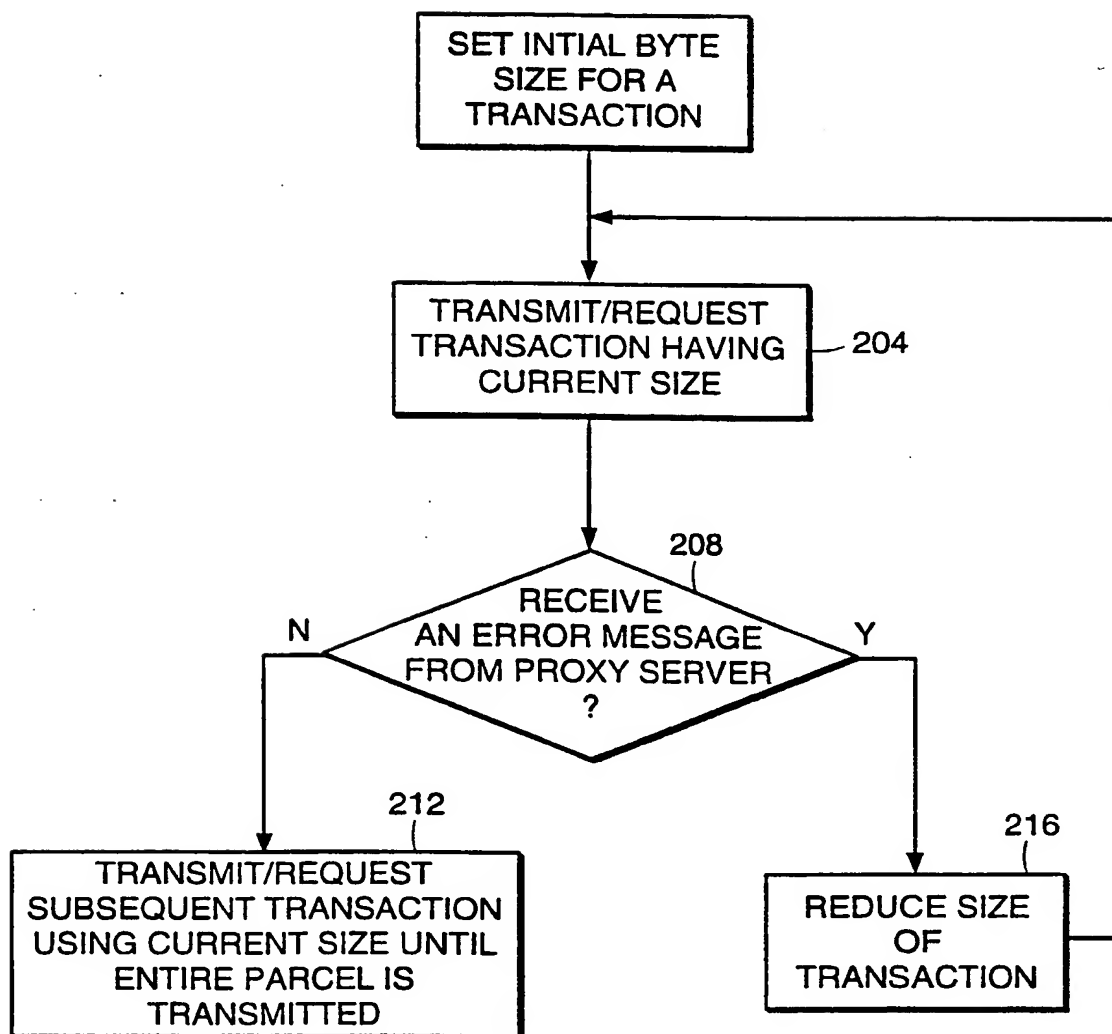 SET INTIAL BYTE
SIZE FOR A
TRANSACTION
TRANSMIT/REQUEST
TRANSACTION HAVING
CURRENT SIZE
204
208
RECEIVE
AN ERROR MESSAGE
FROM PROXY SERVER
?
N
Y
212
TRANSMIT/REQUEST
SUBSEQUENT TRANSACTION
USING CURRENT SIZE UNTIL
ENTIRE PARCEL IS
TRANSMITTED
216
REDUCE SIZE
OF
TRANSACTION